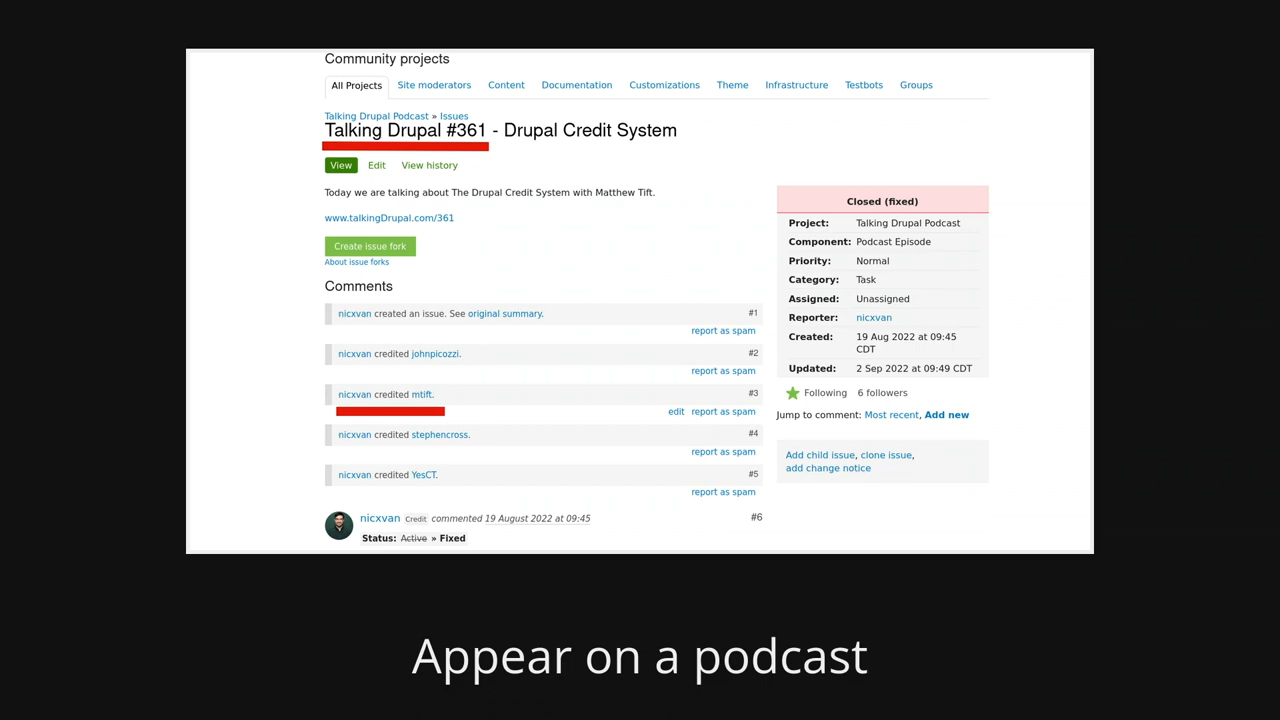 Community projects
All Projects Site moderators Content Documentation Customizations Theme Infrastructure Testbots Groups
Talking Drupal Podcast » Issues
Talking Drupal #361 - Drupal Credit System
View Edit View history
Today we are talking about The Drupal Credit System with Matthew Tift.
www.talkingDrupal.com/361
Create issue fork
About issue forks
Comments
nicxvan created an issue. See original summary. #1
report as spam
nicxvan credited johnpicozzi. #2
report as spam
nicxvan credited mtift. #3
edit report as spam
nicxvan credited stephencross. #4
report as spam
nicxvan credited YesCT. #5
report as spam
nicxvan Credit commented 19 August 2022 at 09:45 #6
Status: Active » Fixed
Closed (fixed)
Project: Talking Drupal Podcast
Component: Podcast Episode
Priority: Normal
Category: Task
Assigned: Unassigned
Reporter: nicxvan
Created: 19 Aug 2022 at 09:45
CDT
Updated: 2 Sep 2022 at 09:49 CDT
Following 6 followers
Jump to comment: Most recent, Add new
Add child issue, clone issue,
add change notice
Appear on a podcast